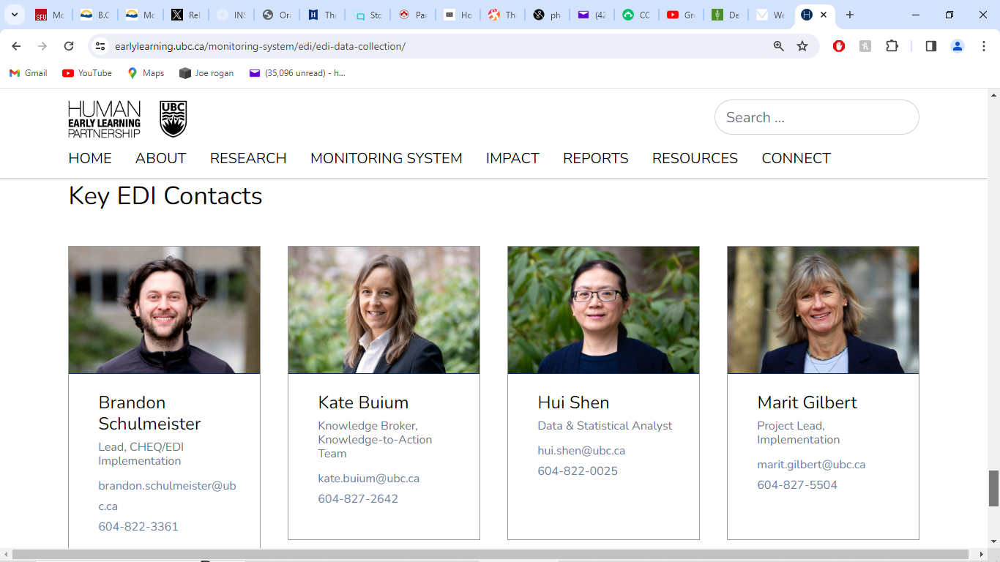 Mc
B.C
Mc
Rel
INS
Ora
The
Sto
Par
Ho
The
ph
(42
CC
Gre
De
We
earlylearning.ubc.ca/monitoring-system/edi/edi-data-collection/
Gmail
YouTube
Maps
Joe rogan
(35,096 unread) - h...
HUMAN
EARLY LEARNING
PARTNERSHIP
UBC
Search ...
HOME ABOUT RESEARCH MONITORING SYSTEM IMPACT REPORTS RESOURCES CONNECT
Key EDI Contacts
Brandon
Schulmeister
Lead, CHEQ/EDI
Implementation
brandon.schulmeister@ub
c.ca
604-822-3361
Kate Buium
Knowledge Broker,
Knowledge-to-Action
Team
kate.buium@ubc.ca
604-827-2642
Hui Shen
Data & Statistical Analyst
hui.shen@ubc.ca
604-822-0025
Marit Gilbert
Project Lead,
Implementation
marit.gilbert@ubc.ca
604-827-5504